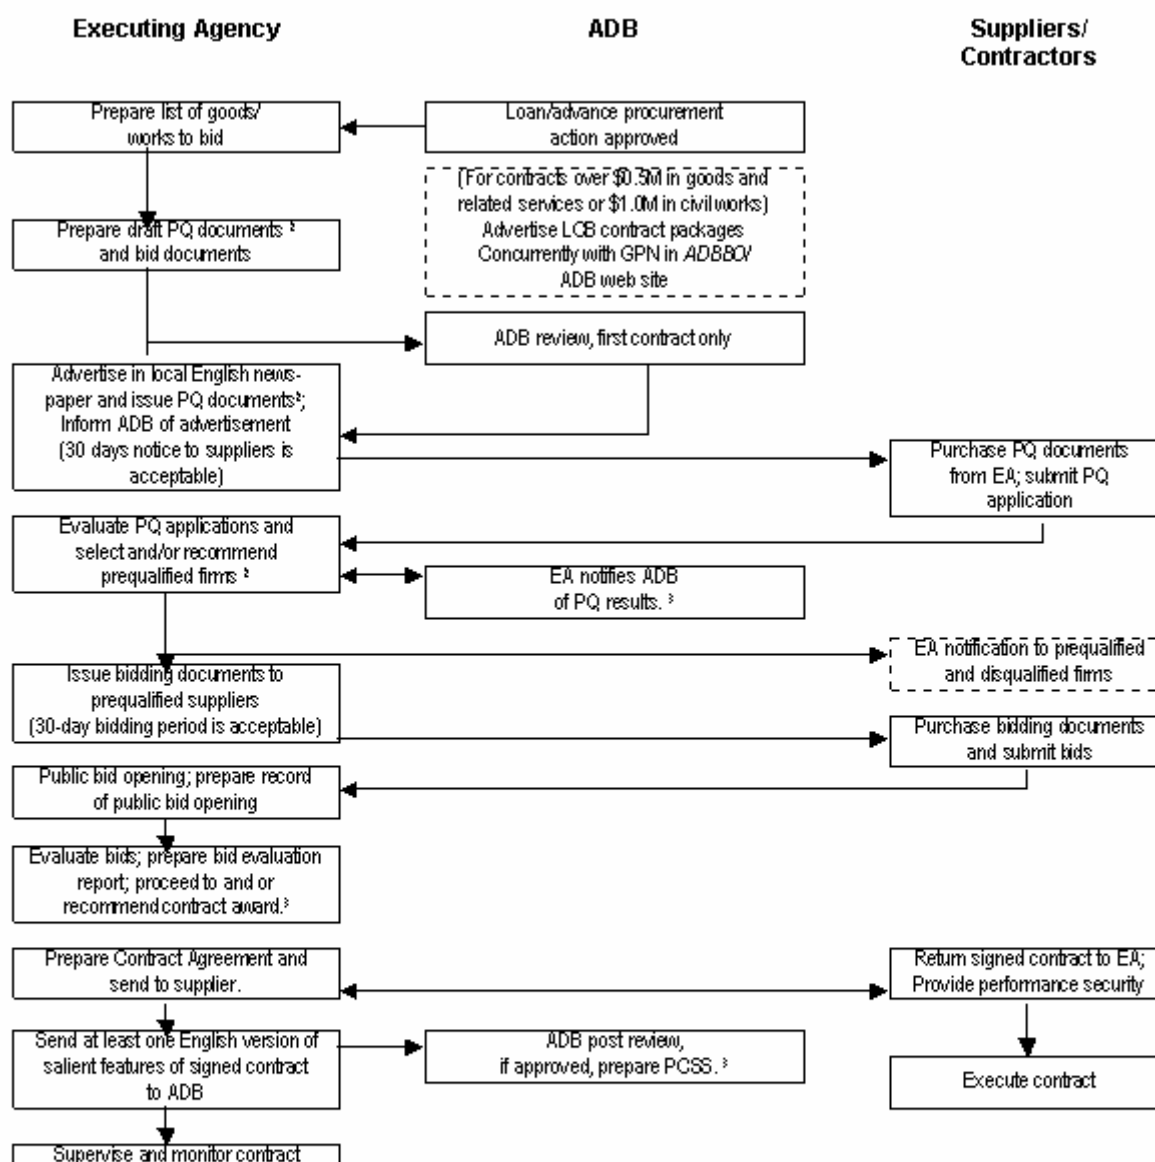 Executing Agency
ADB
Suppliers/
Contractors
Prepare list of goods/
works to bid
Loan/advance procurement
action approved
(For contracts over $0.5M in goods and
related services or $1.0M in civil works)
Advertise LCB contract packages
Concurrently with GPN in ADBBO/
ADB web site
Prepare draft PQ documents ²
and bid documents
ADB review, first contract only
Advertise in local English news-
paper and issue PQ documents²;
Inform ADB of advertisement
(30 days notice to suppliers is
acceptable)
Purchase PQ documents
from EA; submit PQ
application
Evaluate PQ applications and
select and/or recommend
prequalified firms ²
EA notifies ADB
of PQ results. ³
EA notification to prequalified
and disqualified firms
Issue bidding documents to
prequalified suppliers
(30-day bidding period is acceptable)
Purchase bidding documents
and submit bids
Public bid opening; prepare record
of public bid opening
Evaluate bids; prepare bid evaluation
report; proceed to and or
recommend contract award.³
Prepare Contract Agreement and
send to supplier.
Return signed contract to EA;
Provide performance security
Send at least one English version of
salient features of signed contract
to ADB
ADB post review,
if approved, prepare PCSS. ³
Execute contract
Supervise and monitor contract